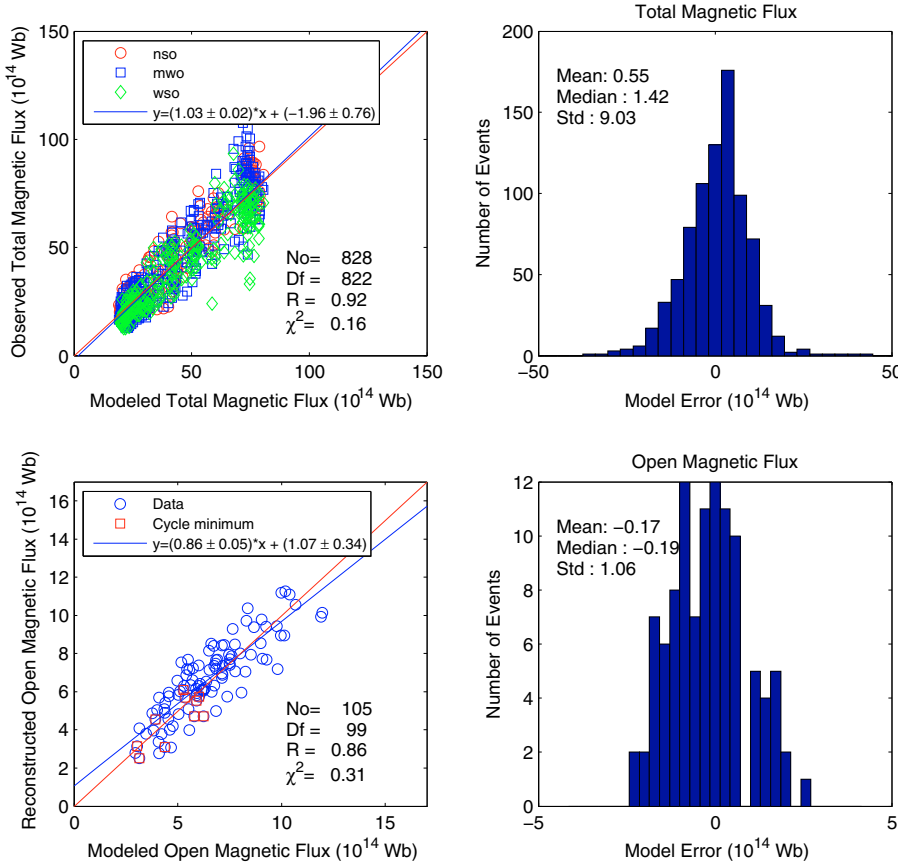 150
100
50
0
0
50
100
150
Observed Total Magnetic Flux (10^14 Wb)
Modeled Total Magnetic Flux (10^14 Wb)
nso
mwo
wso
y=(1.03 ± 0.02)*x + (−1.96 ± 0.76)
No= 828
Df = 822
R = 0.92
χ^2= 0.16
Total Magnetic Flux
200
150
100
50
0
−50
0
50
Number of Events
Model Error (10^14 Wb)
Mean: 0.55
Median : 1.42
Std : 9.03
16
14
12
10
8
6
4
2
0
0
5
10
15
Reconstructed Open Magnetic Flux (10^14 Wb)
Modeled Open Magnetic Flux (10^14 Wb)
Data
Cycle minimum
y=(0.86 ± 0.05)*x + (1.07 ± 0.34)
No= 105
Df = 99
R = 0.86
χ^2= 0.31
Open Magnetic Flux
12
10
8
6
4
2
0
−5
0
5
Number of Events
Model Error (10^14 Wb)
Mean: −0.17
Median : −0.19
Std : 1.06